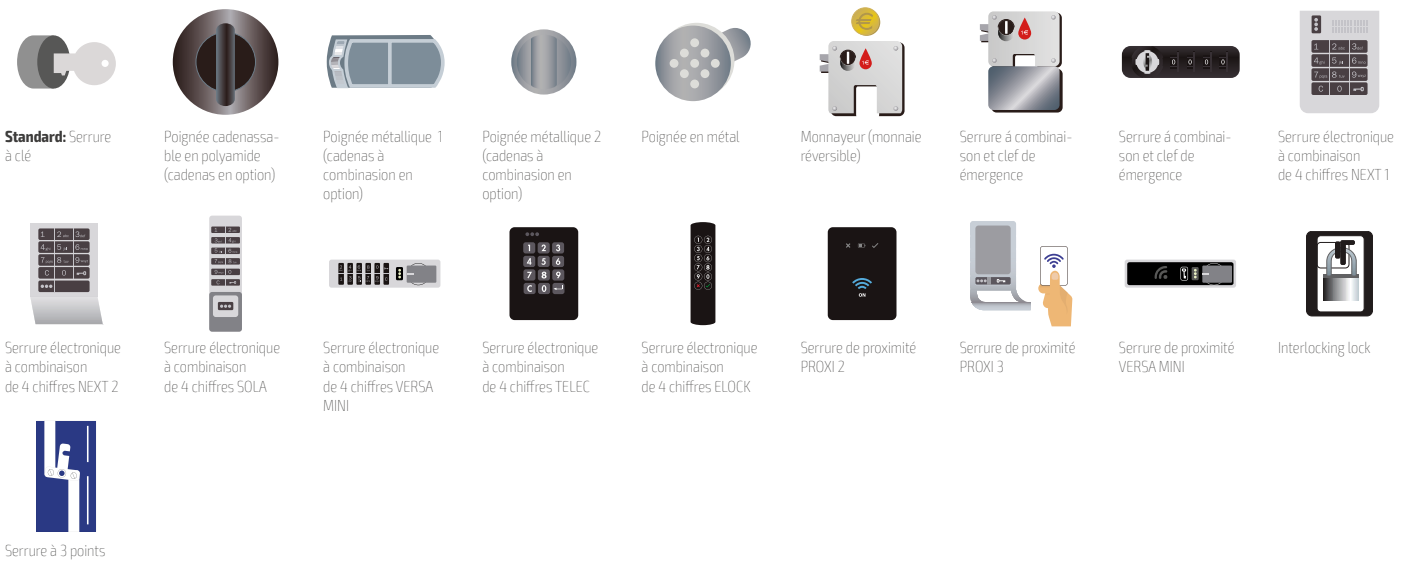 Standard: Serrure
à clé
Poignée cadenassa-
ble en polyamide
(cadenas en option)
Poignée métallique 1
(cadenas à
combinasion en
option)
Poignée métallique 2
(cadenas à
combinasion en
option)
Poignée en métal
Monnayeur (monnaie
réversible)
Serrure á combinai-
son et clef de
émergence
Serrure á combinai-
son et clef de
émergence
Serrure électronique
à combinaison
de 4 chiffres NEXT 1
Serrure électronique
à combinaison
de 4 chiffres NEXT 2
Serrure électronique
à combinaison
de 4 chiffres SOLA
Serrure électronique
à combinaison
de 4 chiffres VERSA
MINI
Serrure électronique
à combinaison
de 4 chiffres TELEC
Serrure électronique
à combinaison
de 4 chiffres ELOCK
ON
Serrure de proximité
PROXI 2
Serrure de proximité
PROXI 3
Serrure de proximité
VERSA MINI
Interlocking lock
Serrure à 3 points